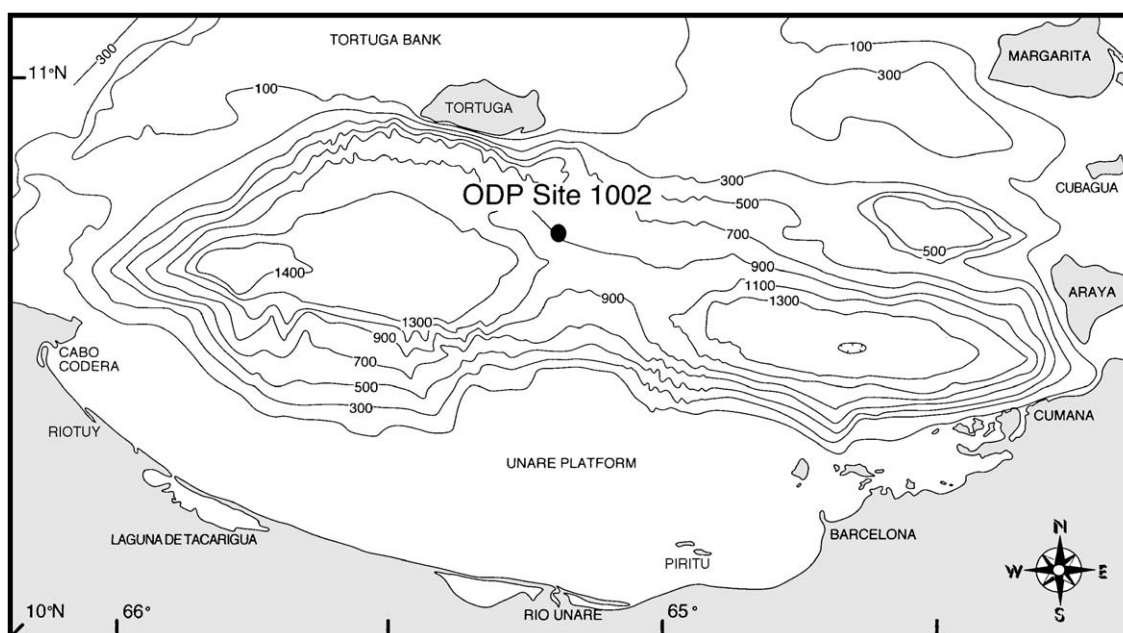 300
TORTUGA BANK
100
MARGARITA
11°N
300
100
TORTUGA
ODP Site 1002
300
CUBAGUA
500
700
500
1400
900
ARAYA
1100
900
1300
1300
900
CABO
CODERA
700
500
300
CUMANA
RIOTUY
UNARE PLATFORM
LAGUNA DE TACARIGUA
BARCELONA
PIRITU
N
W
E
S
10°N
66°
RIO UNARE
65°